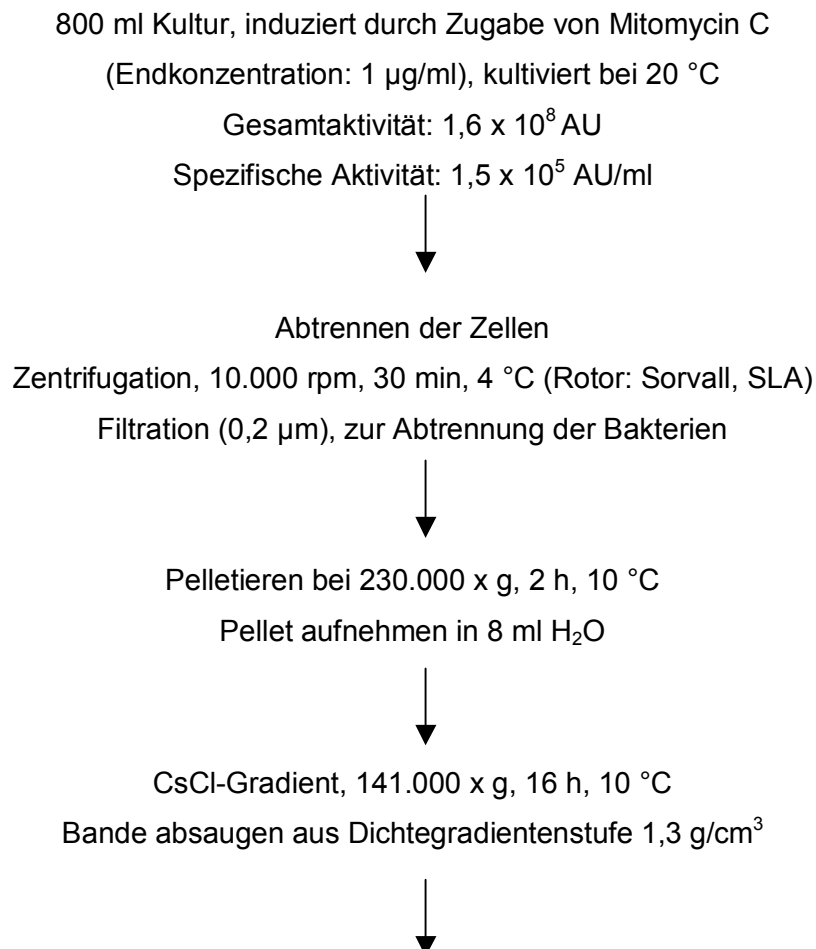 800 ml Kultur, induziert durch Zugabe von Mitomycin C
(Endkonzentration: 1 µg/ml), kultiviert bei 20 °C
Gesamtaktivität: 1,6 x 10⁸ AU
Spezifische Aktivität: 1,5 x 10⁵ AU/ml
Abtrennen der Zellen
Zentrifugation, 10.000 rpm, 30 min, 4 °C (Rotor: Sorvall, SLA)
Filtration (0,2 µm), zur Abtrennung der Bakterien
Pelletieren bei 230.000 x g, 2 h, 10 °C
Pellet aufnehmen in 8 ml H₂O
CsCl-Gradient, 141.000 x g, 16 h, 10 °C
Bande absaugen aus Dichtegradientenstufe 1,3 g/cm³